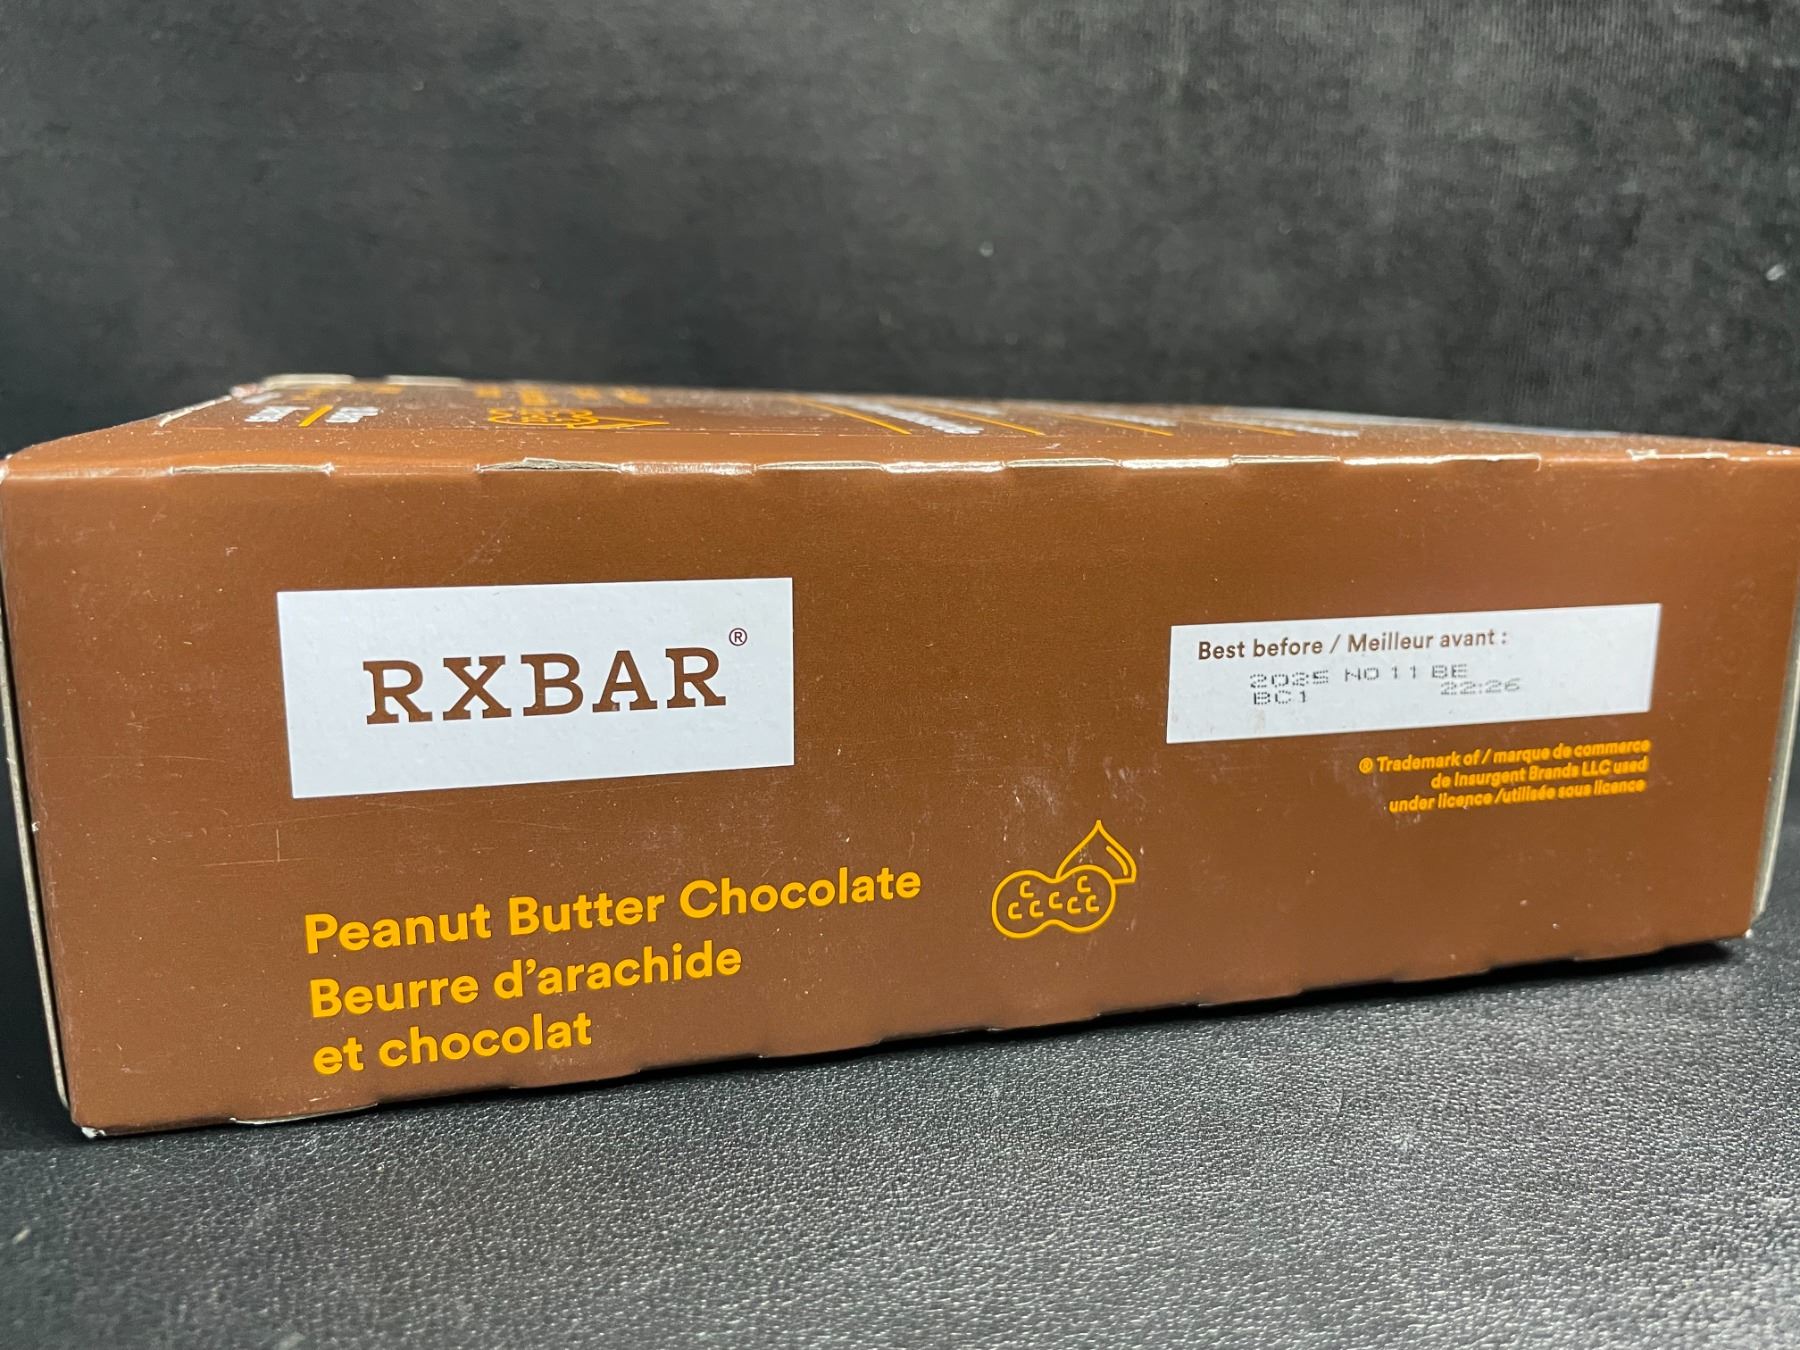 RXBAR®
Best before / Meilleur avant :
2025 NO 11 BE
BC1 22:26
® Trademark of / marque de commerce
de Insurgent Brands LLC used
under licence /utilisée sous licence
Peanut Butter Chocolate
Beurre d'arachide
et chocolat
C C
C C C C C